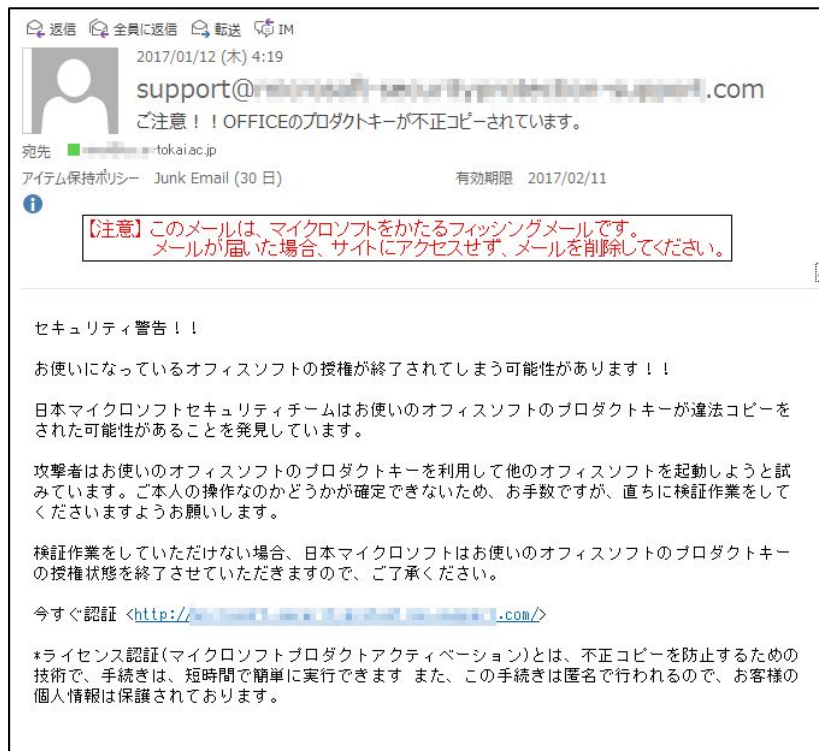 返信 全員に返信 転送 IM
2017/01/12 (木) 4:19
support@ .com
ご注意！！OFFICEのプロダクトキーが不正コピーされています。
宛先 tokai.ac.jp
アイテム保持ポリシー Junk Email (30 日) 有効期限 2017/02/11
【注意】このメールは、マイクロソフトをかたるフィッシングメールです。
メールが届いた場合、サイトにアクセスせず、メールを削除してください。
セキュリティ警告！！
お使いになっているオフィスソフトの授権が終了されてしまう可能性があります！！
日本マイクロソフトセキュリティチームはお使いのオフィスソフトのプロダクトキーが違法コピーを
された可能性があることを発見しています。
攻撃者はお使いのオフィスソフトのプロダクトキーを利用して他のオフィスソフトを起動しようと試
みています。ご本人の操作なのかどうかが確定できないため、お手数ですが、直ちに検証作業をして
くださいますようお願いします。
検証作業をしていただけない場合、日本マイクロソフトはお使いのオフィスソフトのプロダクトキー
の授権状態を終了させていただきますので、ご了承ください。
今すぐ認証 <http:// .com/>
*ライセンス認証(マイクロソフトプロダクトアクティベーション)とは、不正コピーを防止するための
技術で、手続きは、短時間で簡単に実行できます また、この手続きは匿名で行われるので、お客様の
個人情報は保護されております。